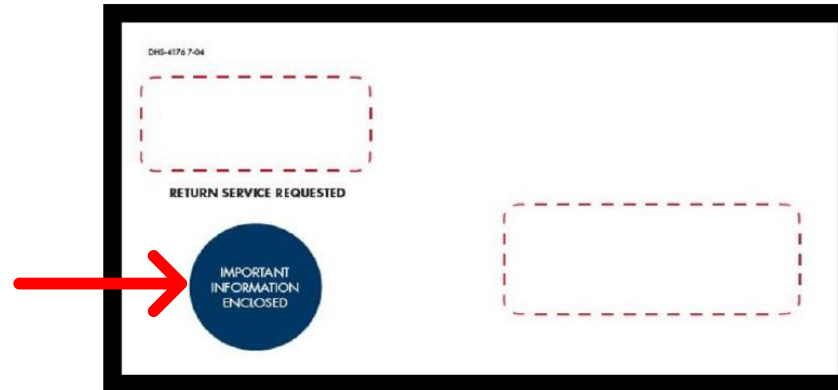 DHS-4176 7-04
RETURN SERVICE REQUESTED
IMPORTANT
INFORMATION
ENCLOSED